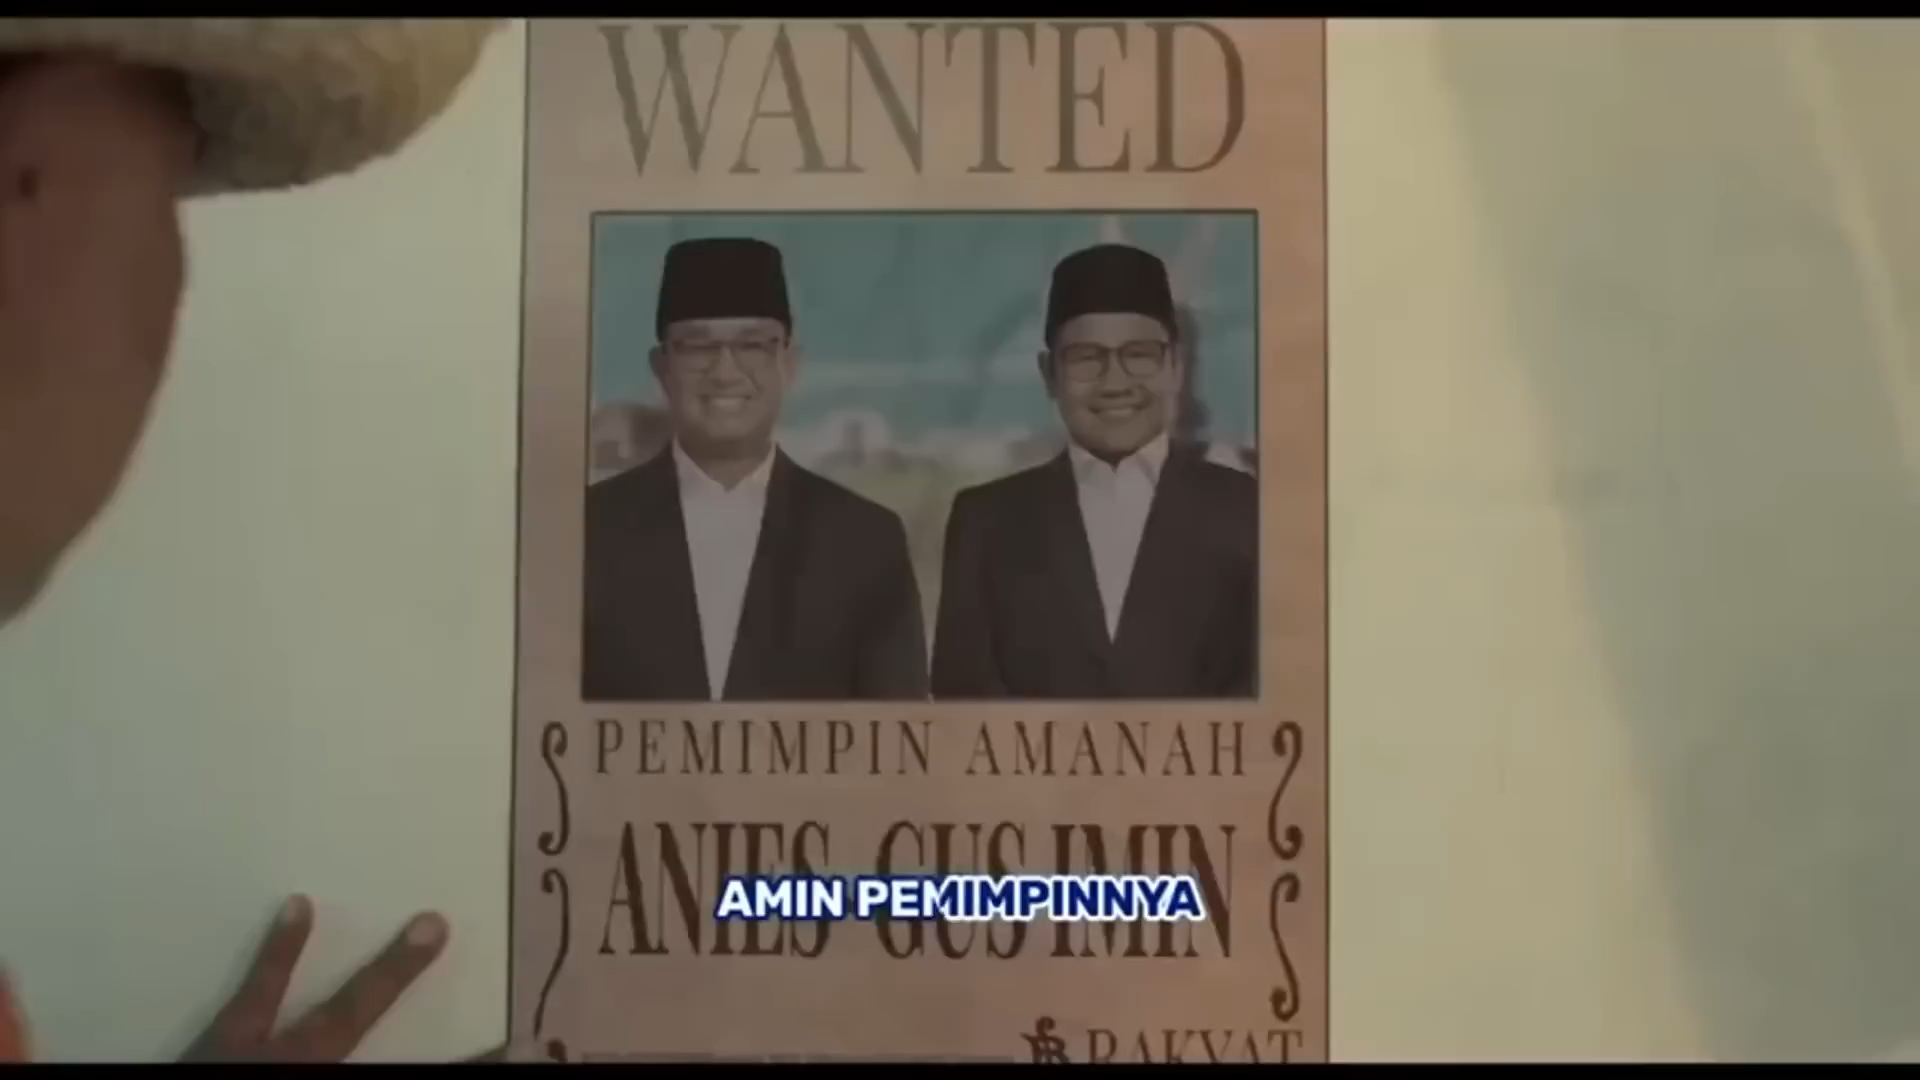 WANTED
PEMIMPIN AMANAH
ANIES GUS IMIN
AMIN PEMIMPINNYA
RAKYAT